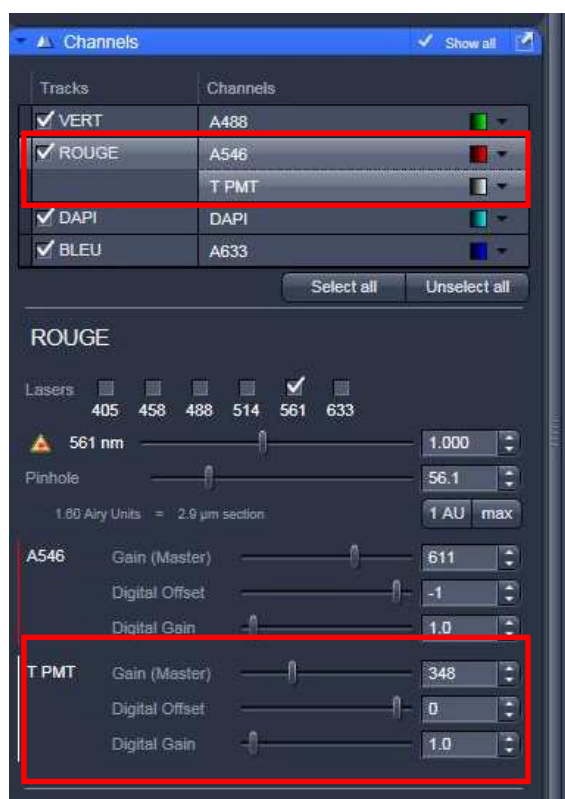 Channels Show all
Tracks Channels
VERT A488
ROUGE A546
T PMT
DAPI DAPI
BLEU A633
Select all Unselect all
ROUGE
Lasers
405 458 488 514 561 633
561 nm 1.000
Pinhole 56.1
1.60 Airy Units = 2.9 µm section 1 AU max
A546 Gain (Master) 611
Digital Offset -1
Digital Gain 1.0
T PMT Gain (Master) 348
Digital Offset 0
Digital Gain 1.0